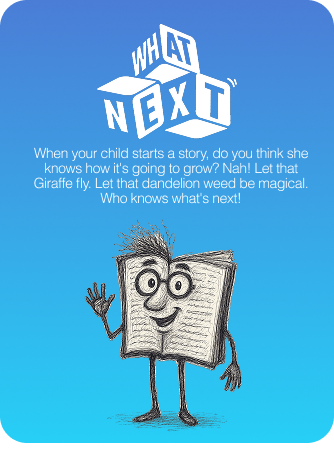 WHAT
NEXT
When your child starts a story, do you think she
knows how it's going to grow? Nah! Let that
Giraffe fly. Let that dandelion weed be magical.
Who knows what's next!